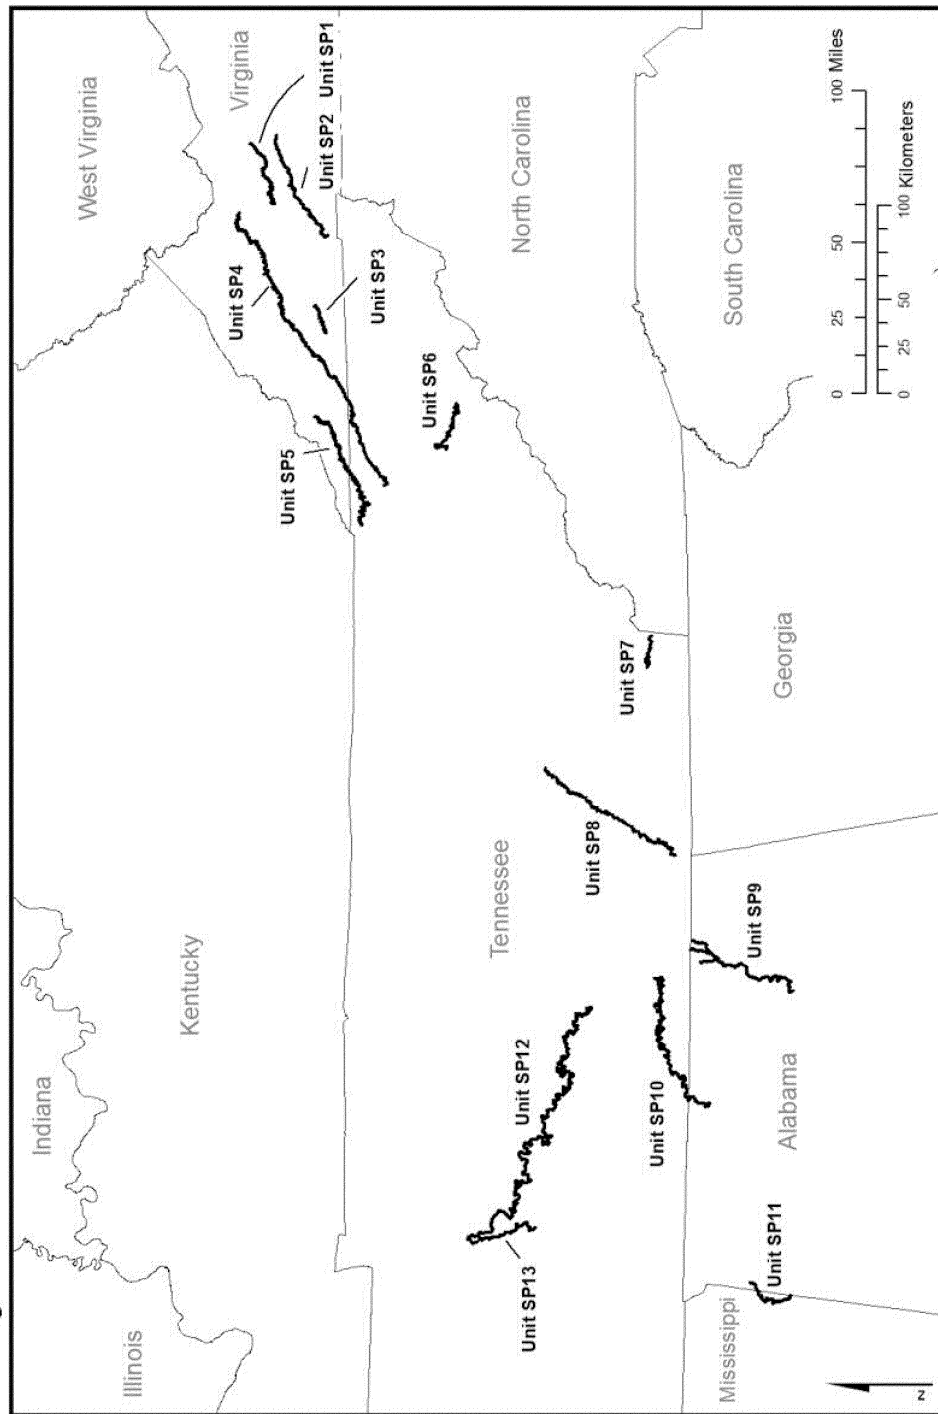 West Virginia
Virginia
Unit SP1
Unit SP2
Unit SP4
Unit SP3
Unit SP5
Unit SP6
North Carolina
South Carolina
Indiana
Kentucky
Illinois
Tennessee
Unit SP7
Unit SP8
Georgia
Unit SP9
Unit SP12
Unit SP10
Unit SP13
Alabama
Unit SP11
Mississippi
0 25 50 100 Miles
0 25 50 100 Kilometers
N